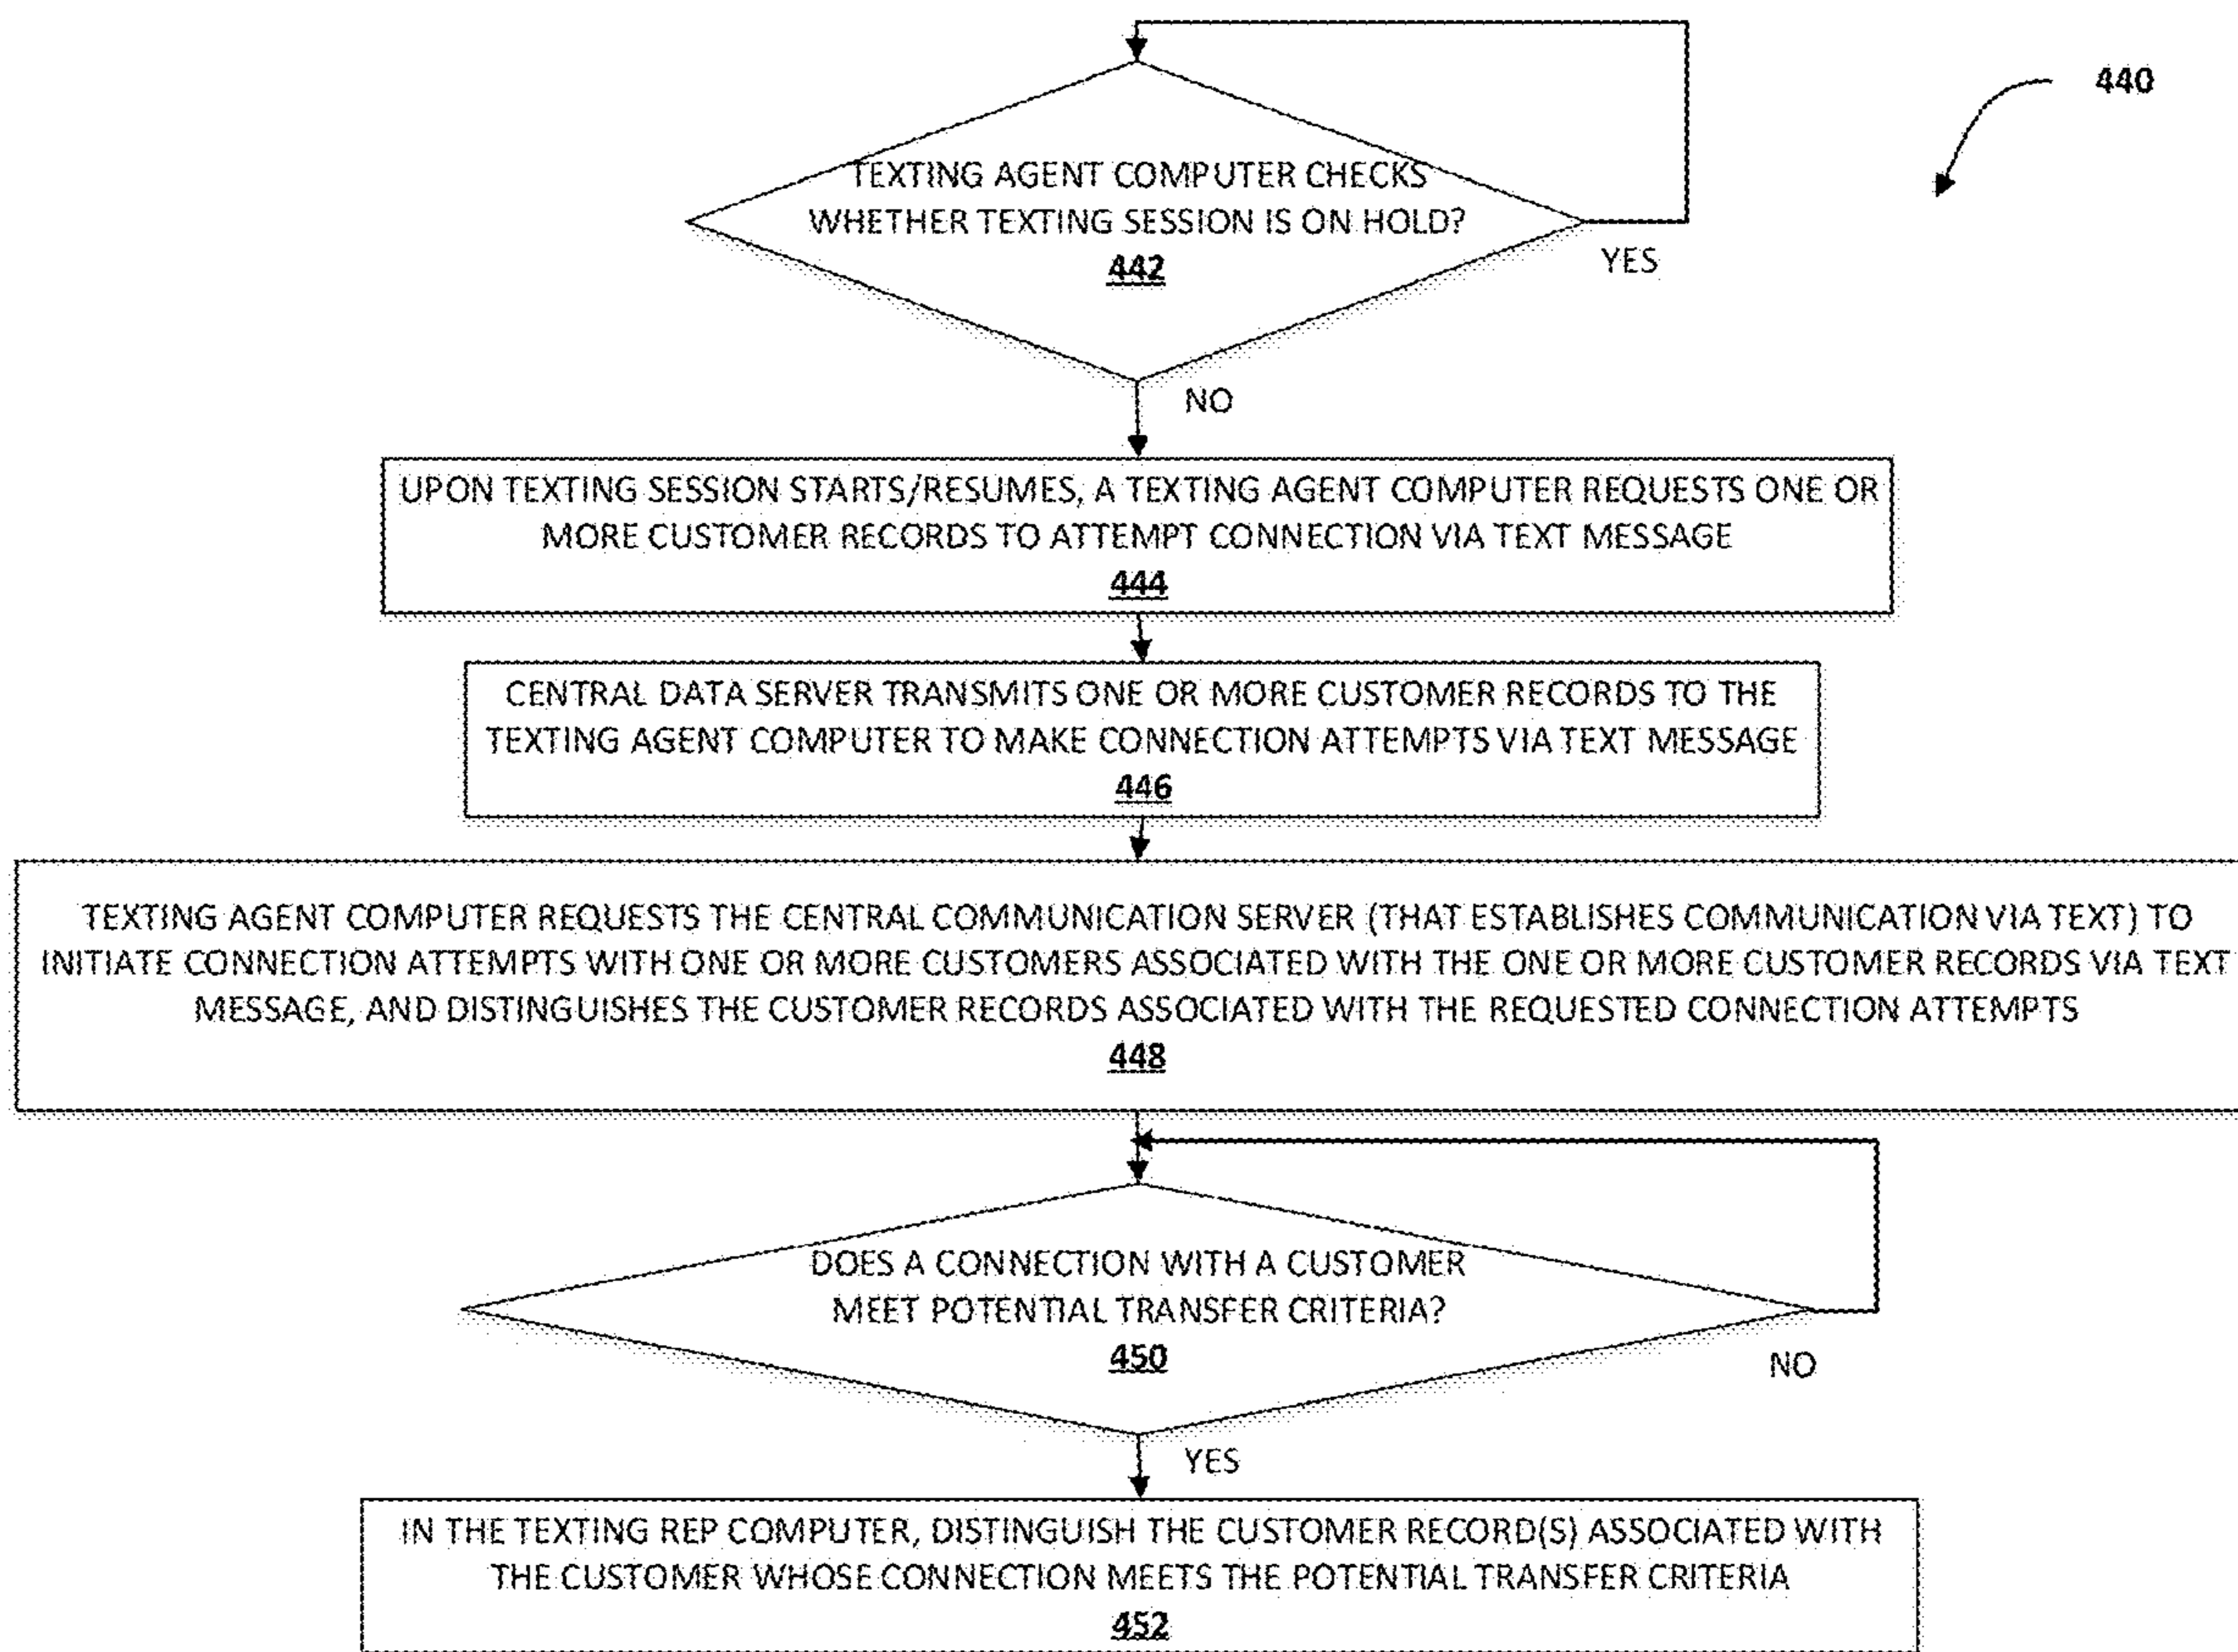 440
TEXTING AGENT COMPUTER CHECKS
WHETHER TEXTING SESSION IS ON HOLD?
442
YES
NO
UPON TEXTING SESSION STARTS/RESUMES, A TEXTING AGENT COMPUTER REQUESTS ONE OR
MORE CUSTOMER RECORDS TO ATTEMPT CONNECTION VIA TEXT MESSAGE
444
CENTRAL DATA SERVER TRANSMITS ONE OR MORE CUSTOMER RECORDS TO THE
TEXTING AGENT COMPUTER TO MAKE CONNECTION ATTEMPTS VIA TEXT MESSAGE
446
TEXTING AGENT COMPUTER REQUESTS THE CENTRAL COMMUNICATION SERVER (THAT ESTABLISHES COMMUNICATION VIA TEXT) TO
INITIATE CONNECTION ATTEMPTS WITH ONE OR MORE CUSTOMERS ASSOCIATED WITH THE ONE OR MORE CUSTOMER RECORDS VIA TEXT
MESSAGE, AND DISTINGUISHES THE CUSTOMER RECORDS ASSOCIATED WITH THE REQUESTED CONNECTION ATTEMPTS
448
DOES A CONNECTION WITH A CUSTOMER
MEET POTENTIAL TRANSFER CRITERIA?
450
NO
YES
IN THE TEXTING REP COMPUTER, DISTINGUISH THE CUSTOMER RECORD(S) ASSOCIATED WITH
THE CUSTOMER WHOSE CONNECTION MEETS THE POTENTIAL TRANSFER CRITERIA
452